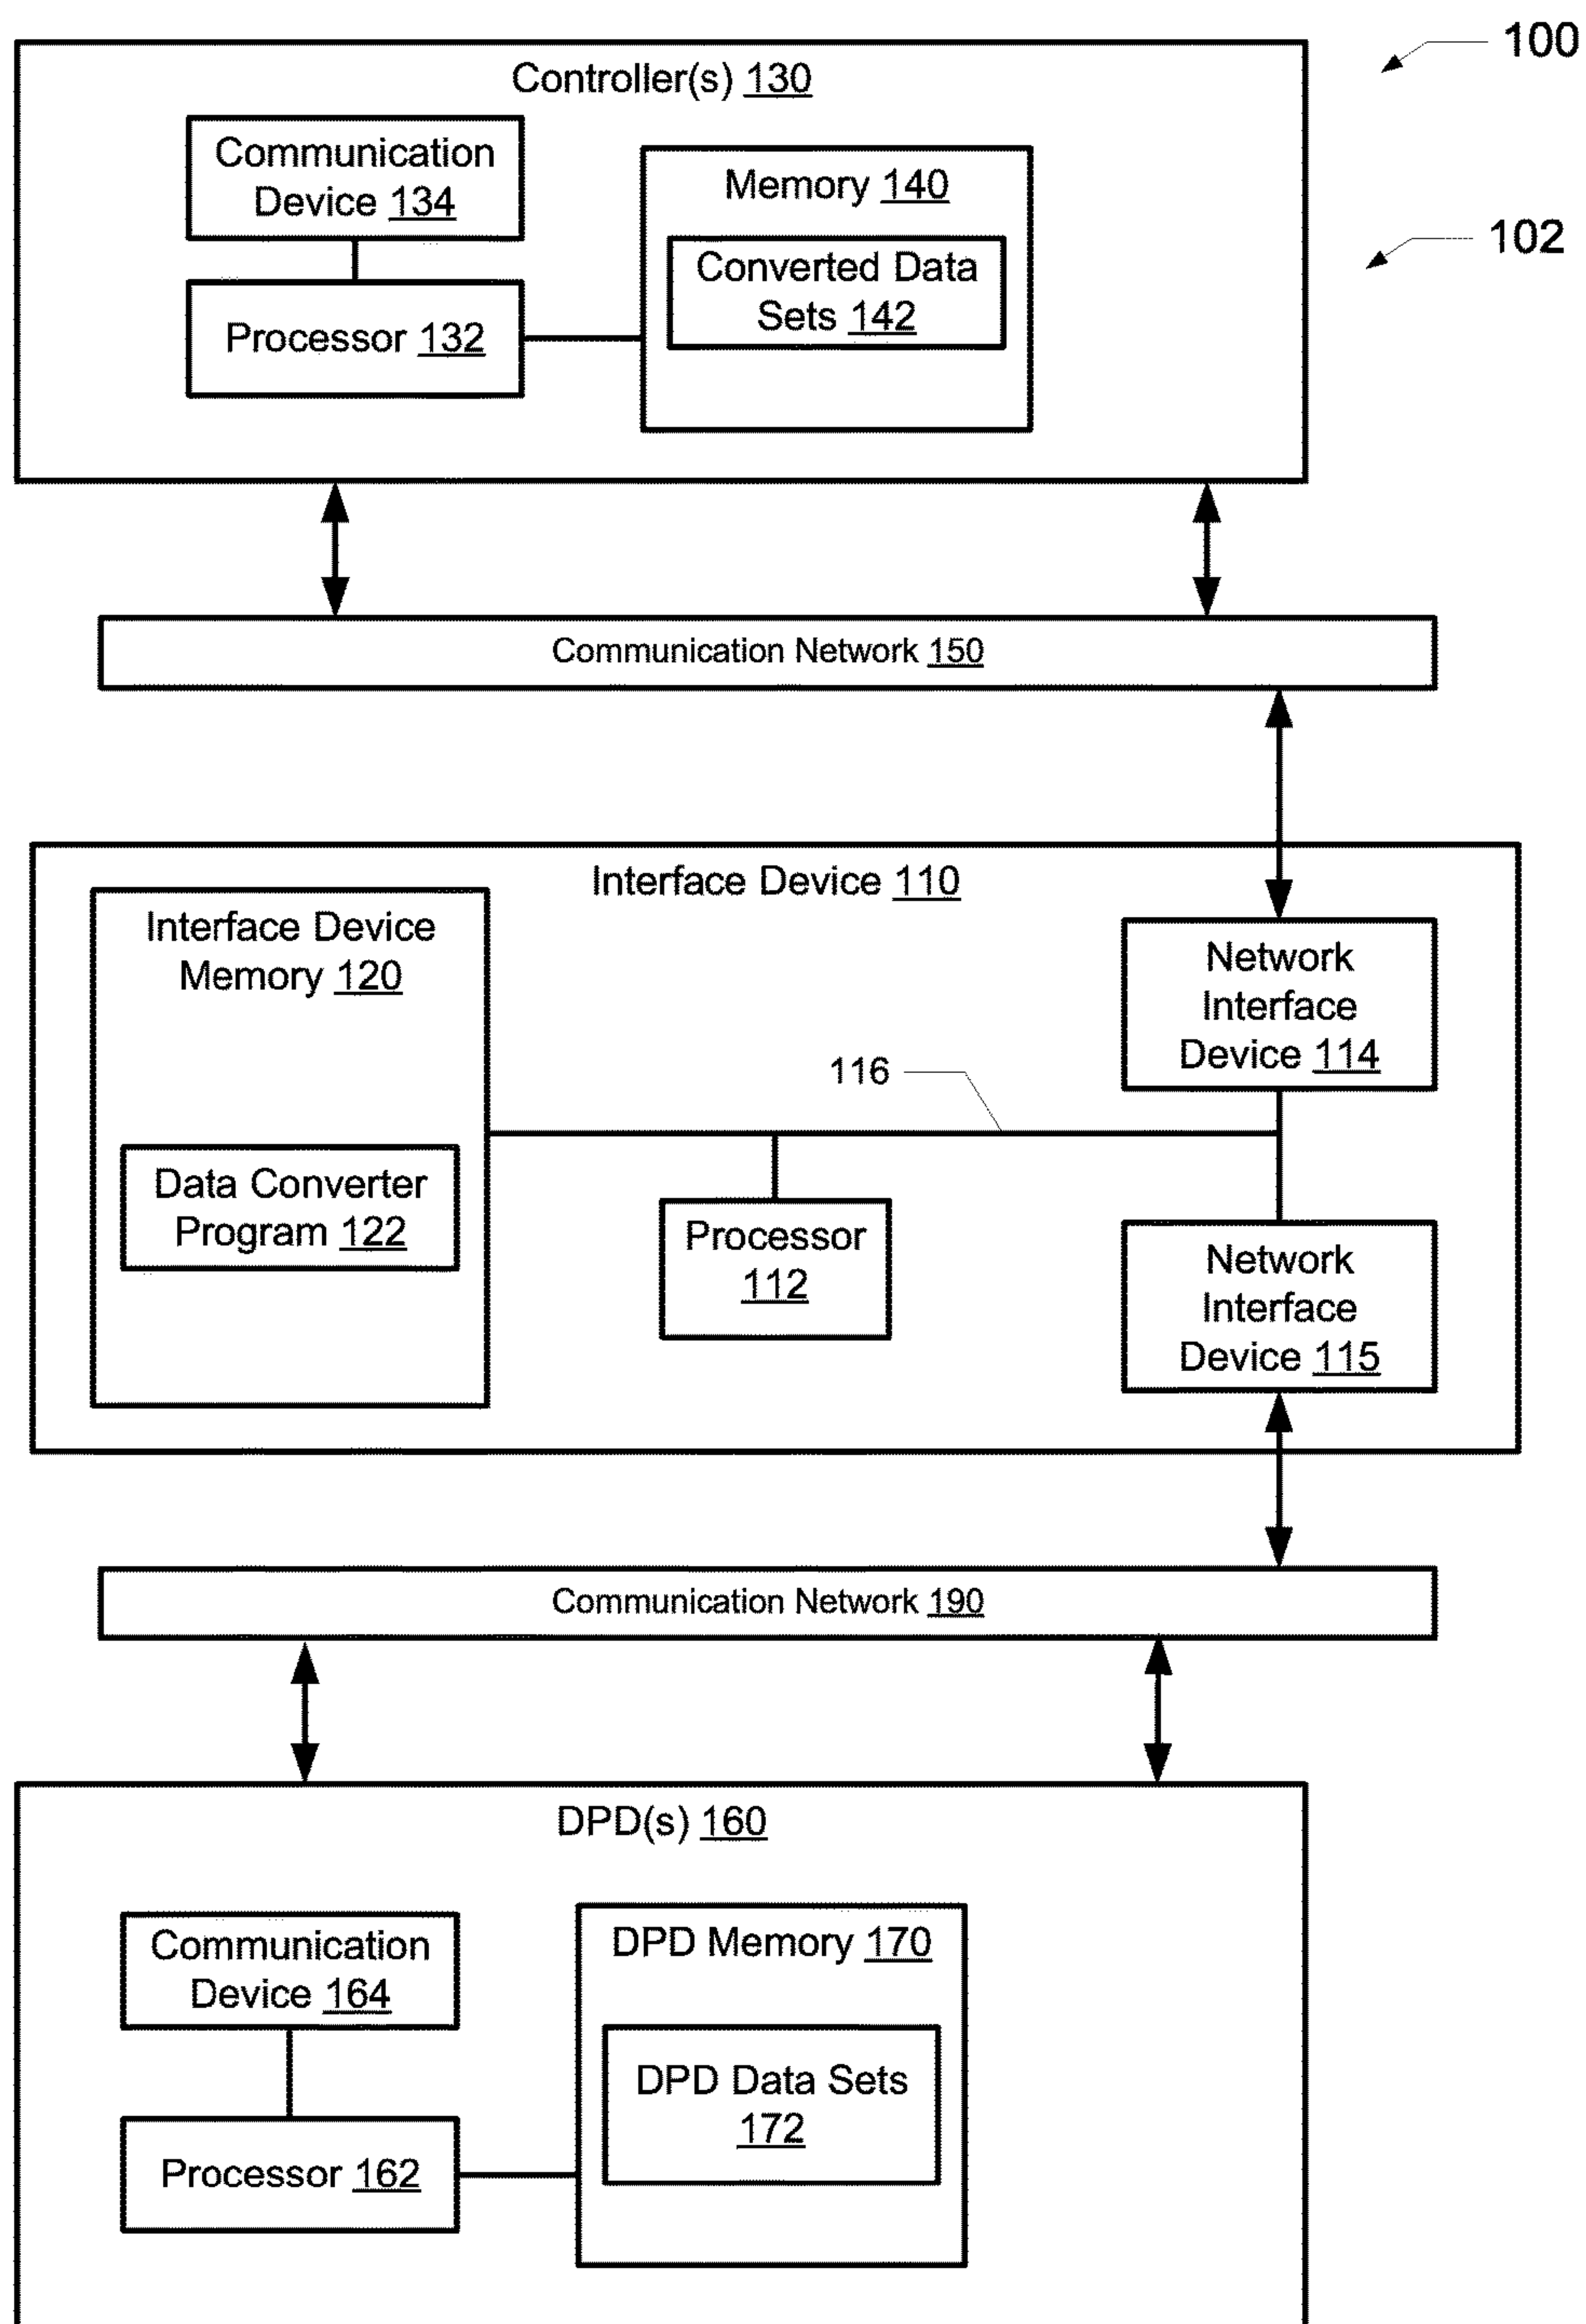 100
Controller(s) 130
Communication
Device 134
Memory 140
102
Converted Data
Sets 142
Processor 132
Communication Network 150
Interface Device 110
Interface Device
Memory 120
Network
Interface
Device 114
116
Data Converter
Program 122
Processor
112
Network
Interface
Device 115
Communication Network 190
DPD(s) 160
Communication
Device 164
DPD Memory 170
DPD Data Sets
172
Processor 162